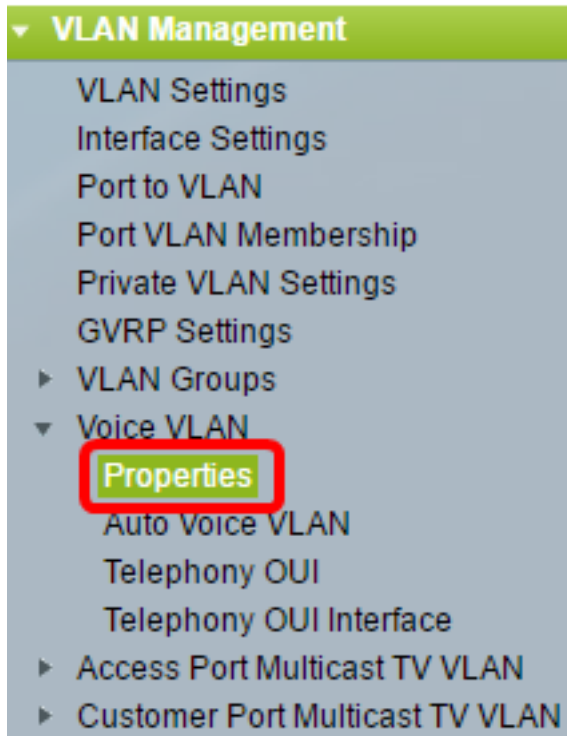 VLAN Management
VLAN Settings
Interface Settings
Port to VLAN
Port VLAN Membership
Private VLAN Settings
GVRP Settings
VLAN Groups
Voice VLAN
Properties
Auto Voice VLAN
Telephony OUI
Telephony OUI Interface
Access Port Multicast TV VLAN
Customer Port Multicast TV VLAN